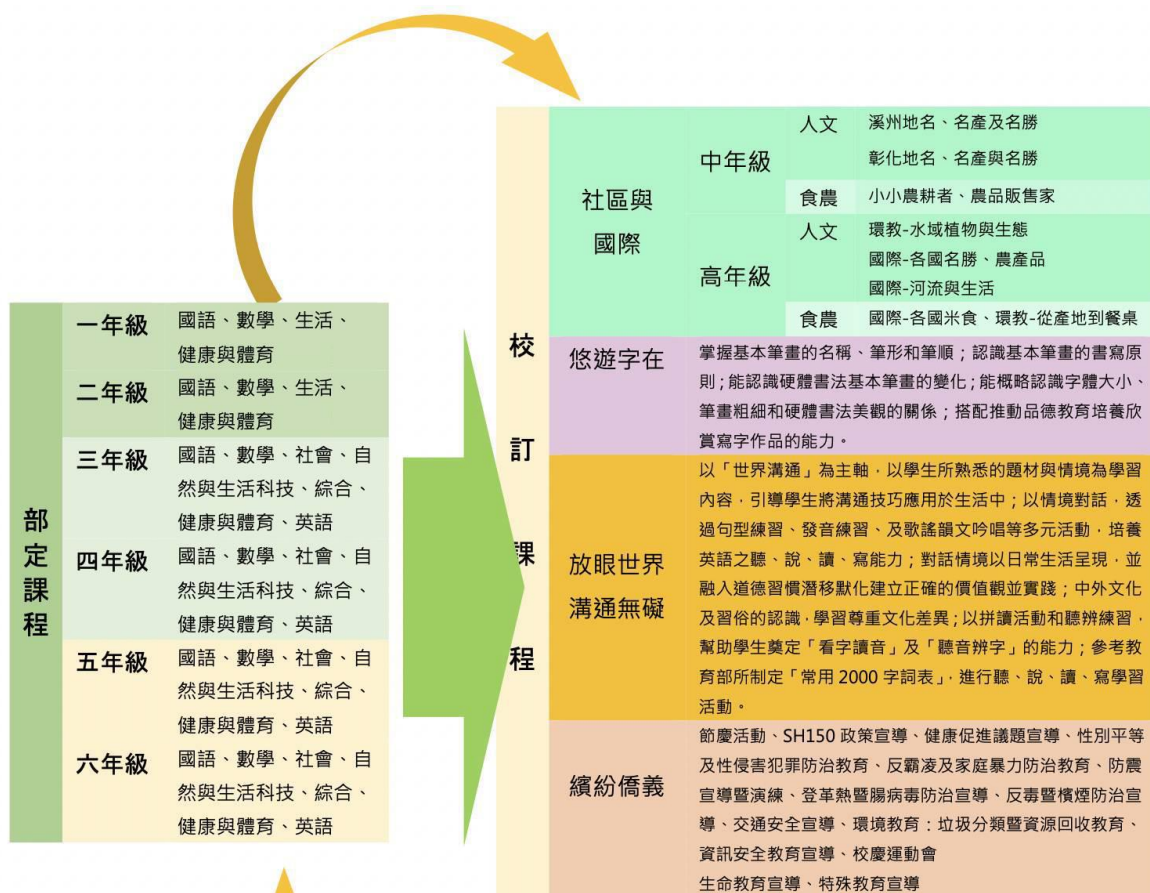 部定課程
一年級
國語、數學、生活、
健康與體育
二年級
國語、數學、生活、
健康與體育
三年級
國語、數學、社會、自
然與生活科技、綜合、
健康與體育、英語
四年級
國語、數學、社會、自
然與生活科技、綜合、
健康與體育、英語
五年級
國語、數學、社會、自
然與生活科技、綜合、
健康與體育、英語
六年級
國語、數學、社會、自
然與生活科技、綜合、
健康與體育、英語
校訂課程
社區與
國際
中年級
人文
溪州地名、名產及名勝
彰化地名、名產與名勝
食農
小小農耕者、農品販售家
高年級
人文
環教-水域植物與生態
國際-各國名勝、農產品
國際-河流與生活
食農
國際-各國米食、環教-從產地到餐桌
悠遊字在
掌握基本筆畫的名稱、筆形和筆順；認識基本筆畫的書寫原
則；能認識硬體書法基本筆畫的變化；能概略認識字體大小、
筆畫粗細和硬體書法美觀的關係；搭配推動品德教育培養欣
賞寫字作品的能力。
放眼世界
溝通無礙
以「世界溝通」為主軸，以學生所熟悉的題材與情境為學習
內容，引導學生將溝通技巧應用於生活中；以情境對話，透
過句型練習、發音練習、及歌謠韻文吟唱等多元活動，培養
英語之聽、說、讀、寫能力；對話情境以日常生活呈現，並
融入道德習慣潛移默化建立正確的價值觀並實踐；中外文化
及習俗的認識，學習尊重文化差異；以拼讀活動和聽辨練習，
幫助學生奠定「看字讀音」及「聽音辨字」的能力；參考教
育部所制定「常用 2000 字詞表」，進行聽、說、讀、寫學習
活動。
繽紛僑義
節慶活動、SH150 政策宣導、健康促進議題宣導、性別平等
及性侵害犯罪防治教育、反霸凌及家庭暴力防治教育、防震
宣導暨演練、登革熱暨腸病毒防治宣導、反毒暨檳煙防治宣
導、交通安全宣導、環境教育：垃圾分類暨資源回收教育、
資訊安全教育宣導、校慶運動會
生命教育宣導、特殊教育宣導